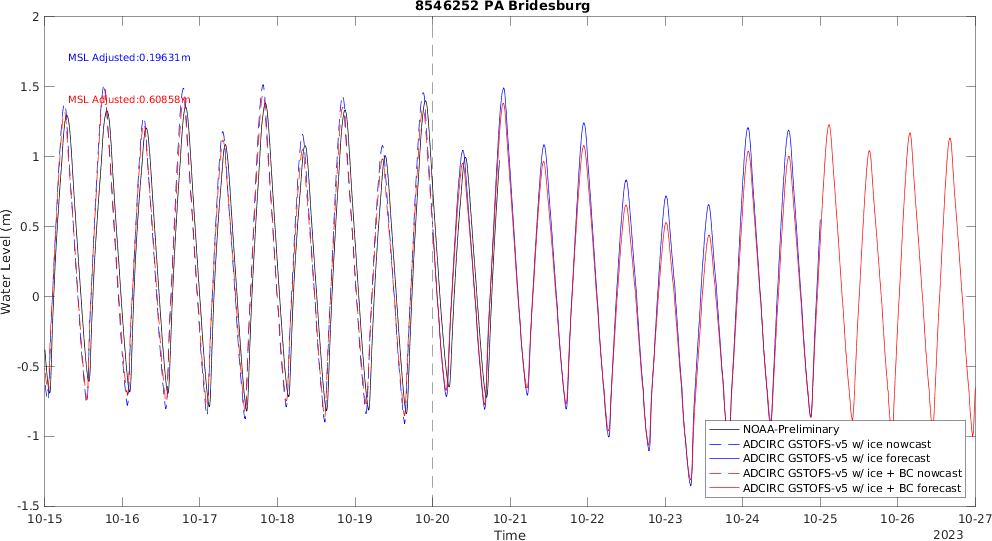 8546252 PA Bridesburg
2
1.5
1
0.5
0
-0.5
-1
-1.5
Water Level (m)
MSL Adjusted:0.19631m
MSL Adjusted:0.60858m
NOAA-Preliminary
ADCIRC GSTOFS-v5 w/ ice nowcast
ADCIRC GSTOFS-v5 w/ ice forecast
ADCIRC GSTOFS-v5 w/ ice + BC nowcast
ADCIRC GSTOFS-v5 w/ ice + BC forecast
10-15 10-16 10-17 10-18 10-19 10-20 10-21 10-22 10-23 10-24 10-25 10-26 10-27
Time
2023